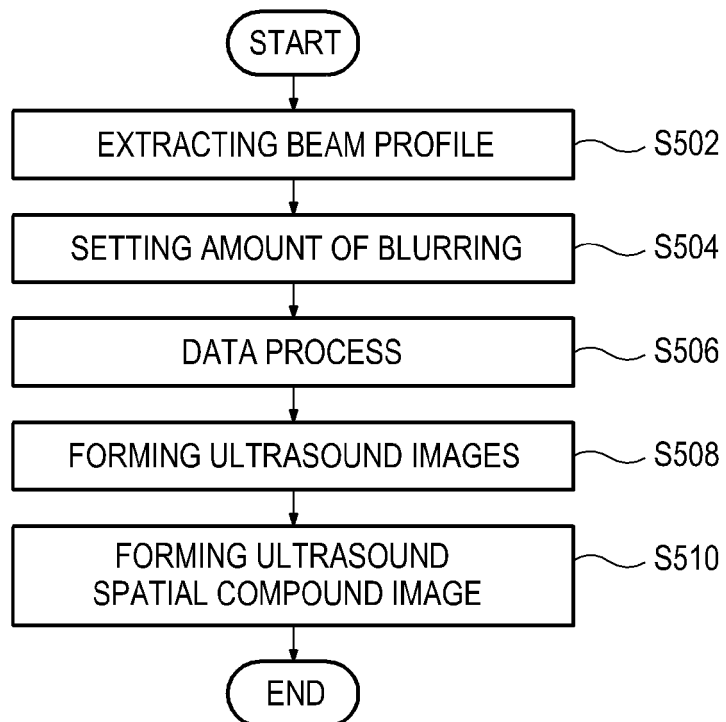 START
EXTRACTING BEAM PROFILE S502
SETTING AMOUNT OF BLURRING S504
DATA PROCESS S506
FORMING ULTRASOUND IMAGES S508
FORMING ULTRASOUND
SPATIAL COMPOUND IMAGE
S510
END